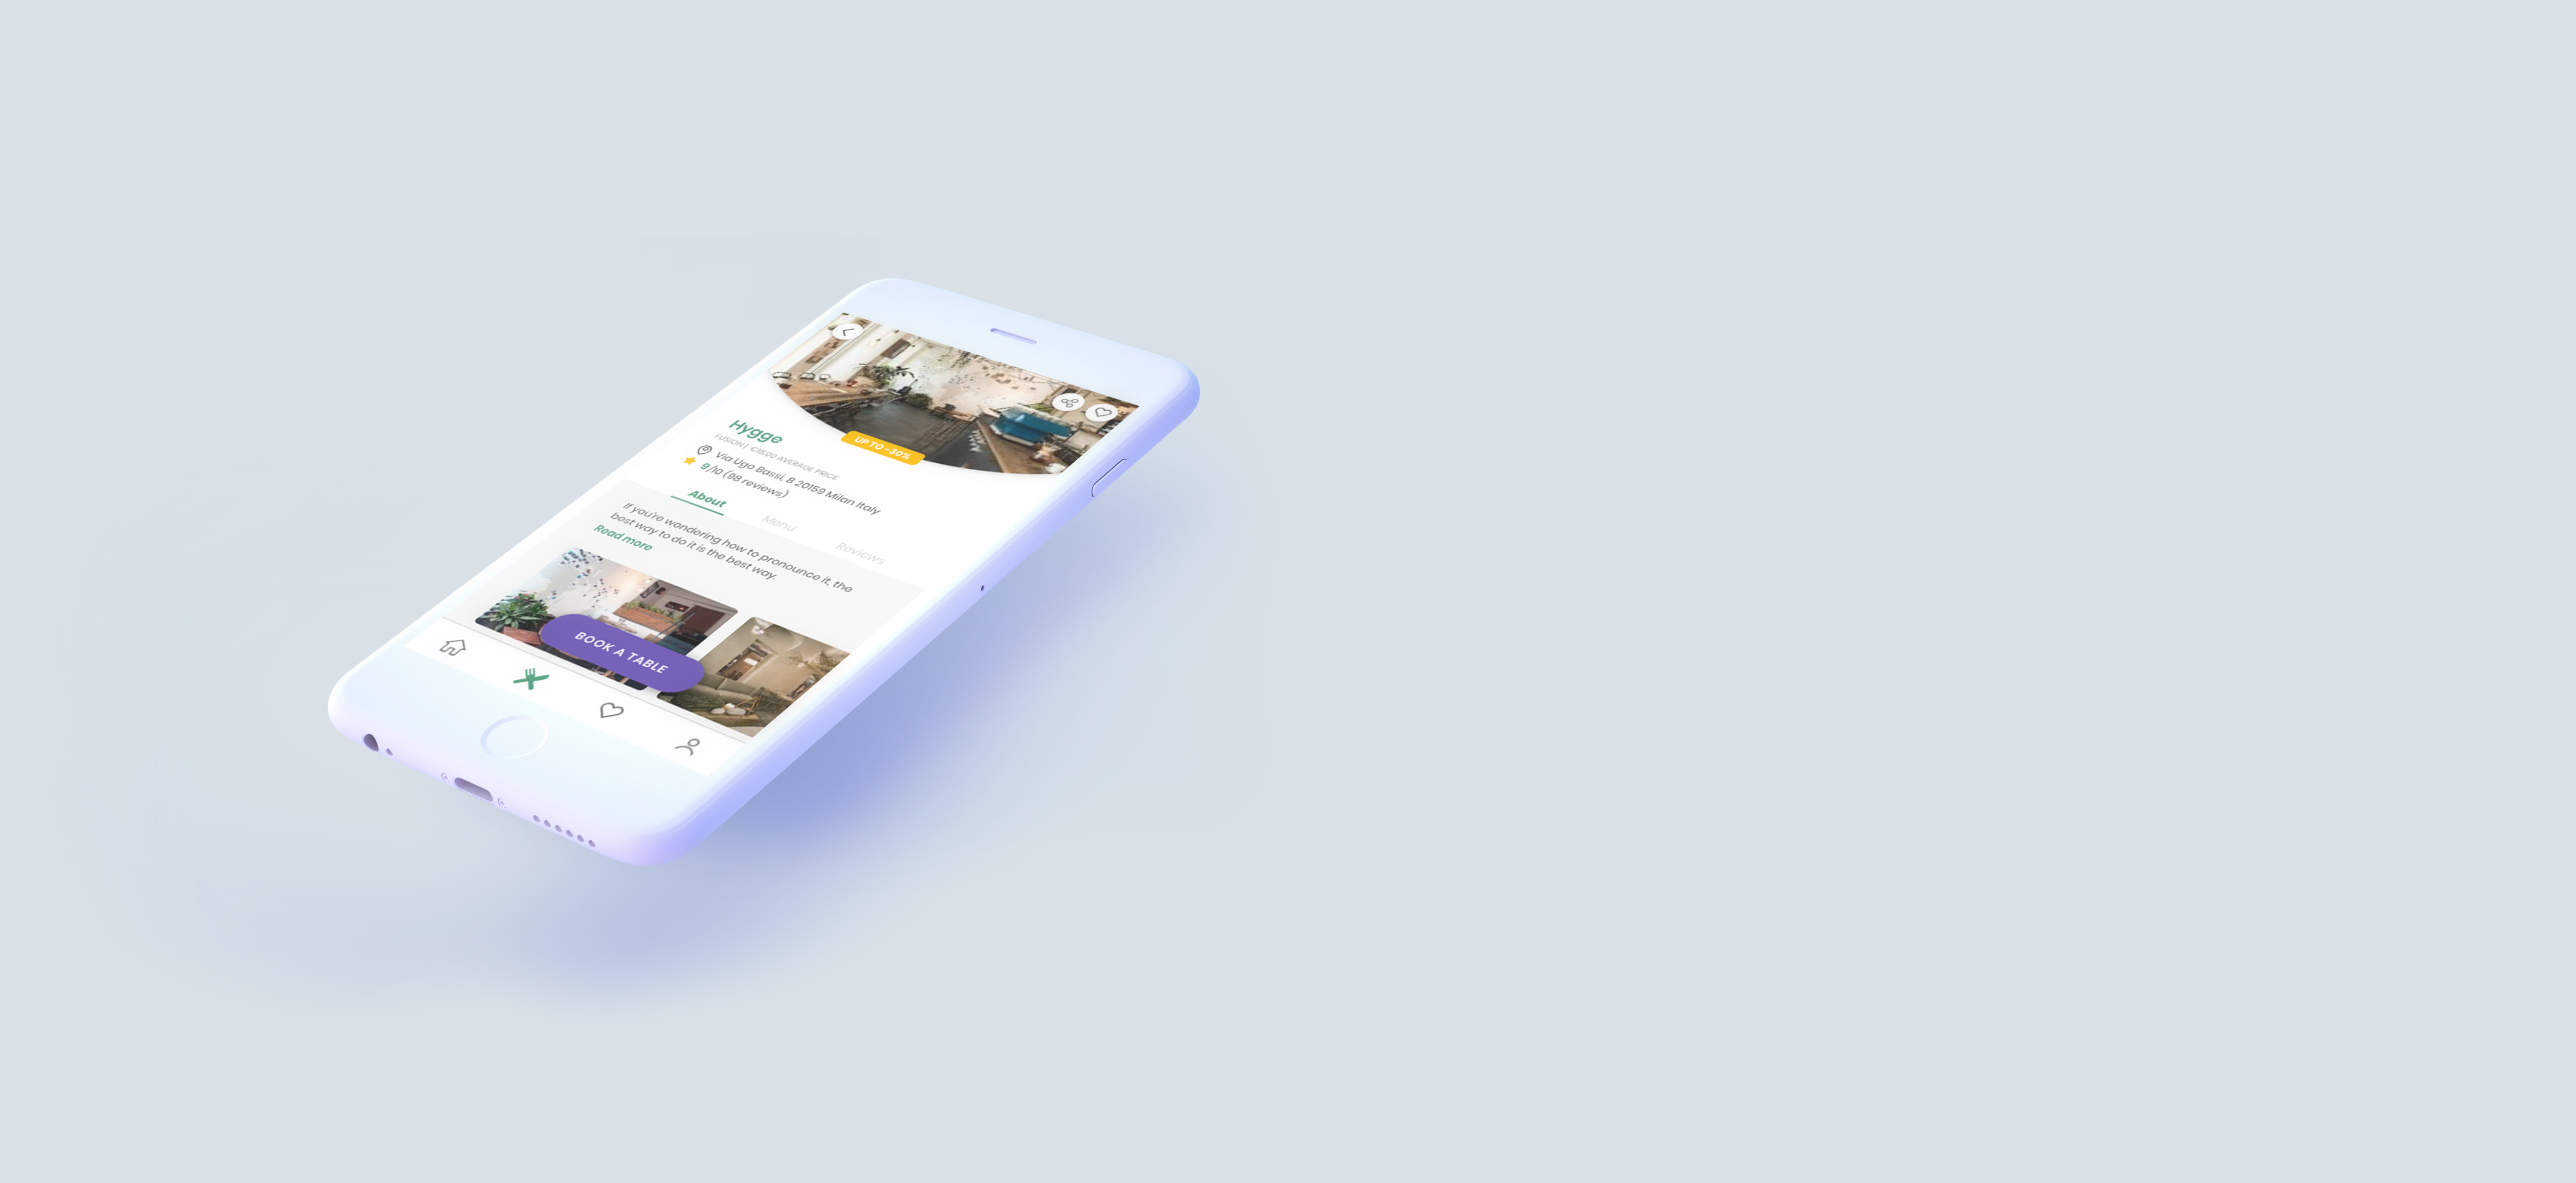 Hygge
UP TO -30%
FUSION | €18.00 AVERAGE PRICE
Via Ugo Bassi, 8 20159 Milan Italy
9/10 (98 reviews)
About
Menu
Reviews
If you're wondering how to pronounce it, the
best way to do it is the best way.
Read more
BOOK A TABLE